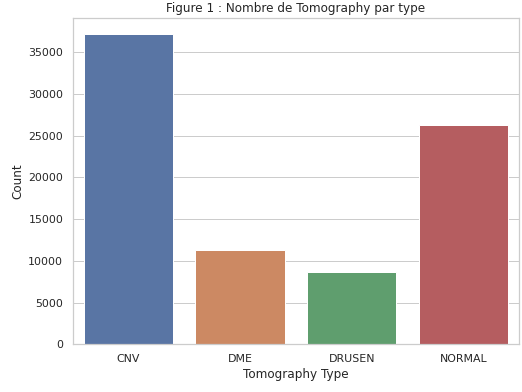 Figure 1 : Nombre de Tomography par type
Count
35000
30000
25000
20000
15000
10000
5000
0
CNV DME DRUSEN NORMAL
Tomography Type